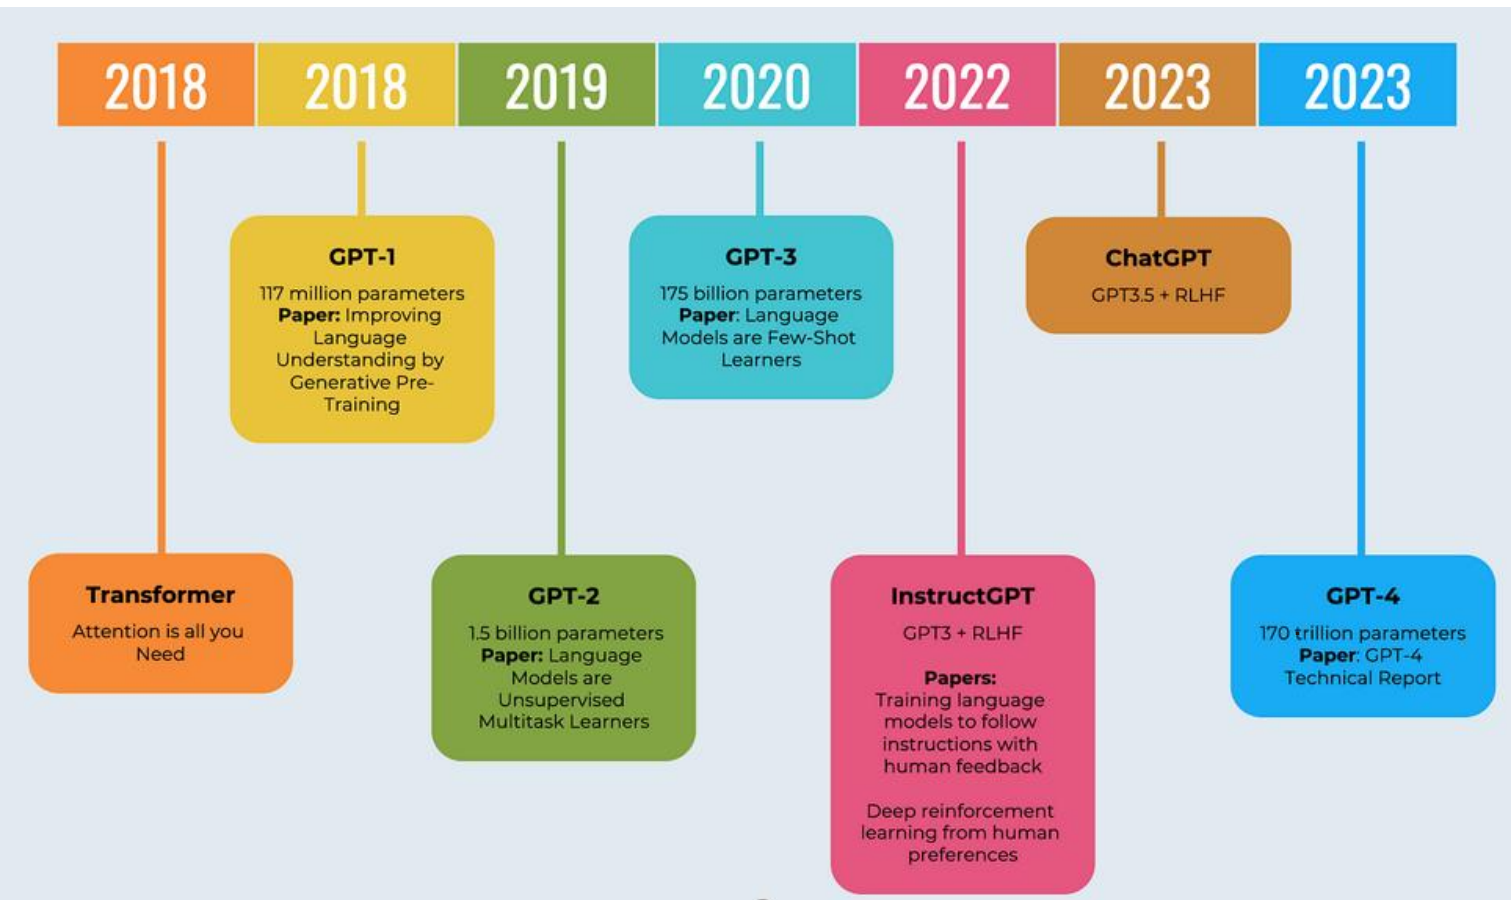 2018
2018
2019
2020
2022
2023
2023
Transformer
Attention is all you
Need
GPT-1
117 million parameters
Paper: Improving
Language
Understanding by
Generative Pre-
Training
GPT-2
1.5 billion parameters
Paper: Language
Models are
Unsupervised
Multitask Learners
GPT-3
175 billion parameters
Paper: Language
Models are Few-Shot
Learners
InstructGPT
GPT3 + RLHF
Papers:
Training language
models to follow
instructions with
human feedback
Deep reinforcement
learning from human
preferences
ChatGPT
GPT3.5 + RLHF
GPT-4
170 trillion parameters
Paper: GPT-4
Technical Report